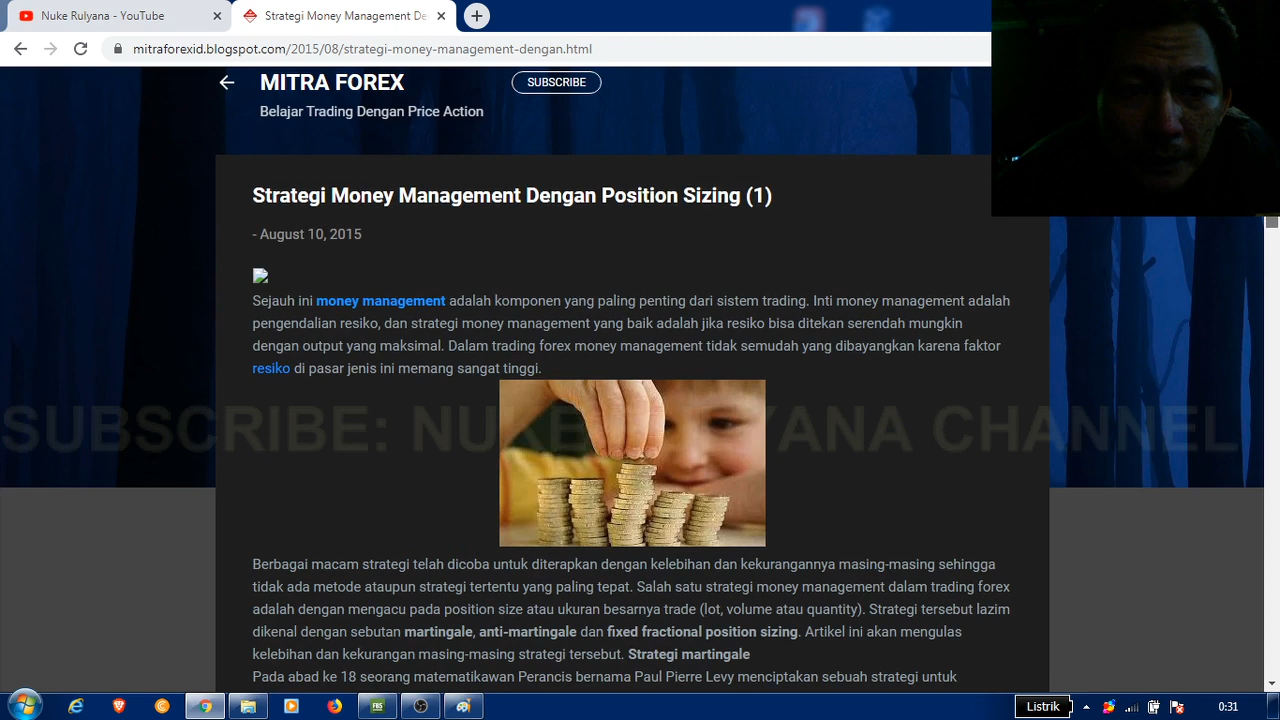 Nuke Rulyana - YouTube
Strategi Money Management De
mitraforexid.blogspot.com/2015/08/strategi-money-management-dengan.html
MITRA FOREX
SUBSCRIBE
Belajar Trading Dengan Price Action
Strategi Money Management Dengan Position Sizing (1)
- August 10, 2015
Sejauh ini money management adalah komponen yang paling penting dari sistem trading. Inti money management adalah
pengendalian resiko, dan strategi money management yang baik adalah jika resiko bisa ditekan serendah mungkin
dengan output yang maksimal. Dalam trading forex money management tidak semudah yang dibayangkan karena faktor
resiko di pasar jenis ini memang sangat tinggi.
SUBSCRIBE: NUKE YANA CHANNEL
Berbagai macam strategi telah dicoba untuk diterapkan dengan kelebihan dan kekurangannya masing-masing sehingga
tidak ada metode ataupun strategi tertentu yang paling tepat. Salah satu strategi money management dalam trading forex
adalah dengan mengacu pada position size atau ukuran besarnya trade (lot, volume atau quantity). Strategi tersebut lazim
dikenal dengan sebutan martingale, anti-martingale dan fixed fractional position sizing. Artikel ini akan mengulas
kelebihan dan kekurangan masing-masing strategi tersebut. Strategi martingale
Pada abad ke 18 seorang matematikawan Perancis bernama Paul Pierre Levy menciptakan sebuah strategi untuk
FBS
Listrik
0:31